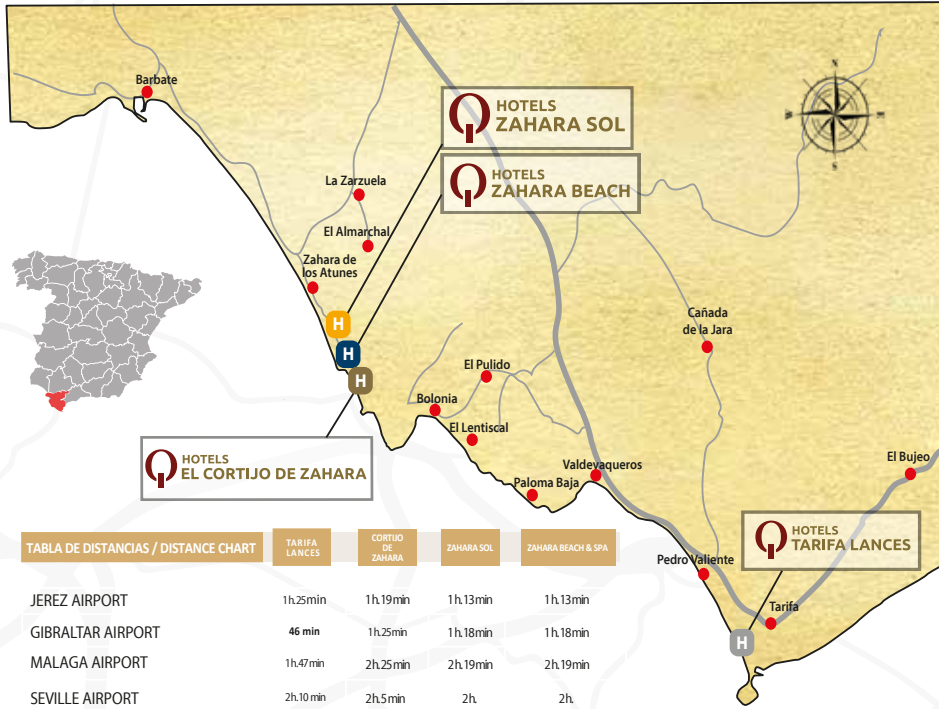 Barbate
HOTELS
ZAHARA SOL
HOTELS
ZAHARA BEACH
N
W
E
S
La Zarzuela
El Almarchal
Zahara de
los Atunes
H
H
H
Cañada
de la Jara
El Pulido
Bolonia
El Lentiscal
HOTELS
EL CORTIJO DE ZAHARA
Valdevaqueros
Paloma Baja
El Bujeo
HOTELS
TARIFA LANCES
Pedro Valiente
Tarifa
H
TABLA DE DISTANCIAS / DISTANCE CHART
TARIFA
LANCES
CORTIJO
DE
ZAHARA
ZAHARA SOL
ZAHARA BEACH & SPA
JEREZ AIRPORT 1h.25min 1h.19min 1h.13min 1h.13min
GIBRALTAR AIRPORT 46 min 1h.25min 1h.18min 1h.18min
MALAGA AIRPORT 1h.47min 2h.25min 2h.19min 2h.19min
SEVILLE AIRPORT 2h.10 min 2h.5min 2h. 2h.